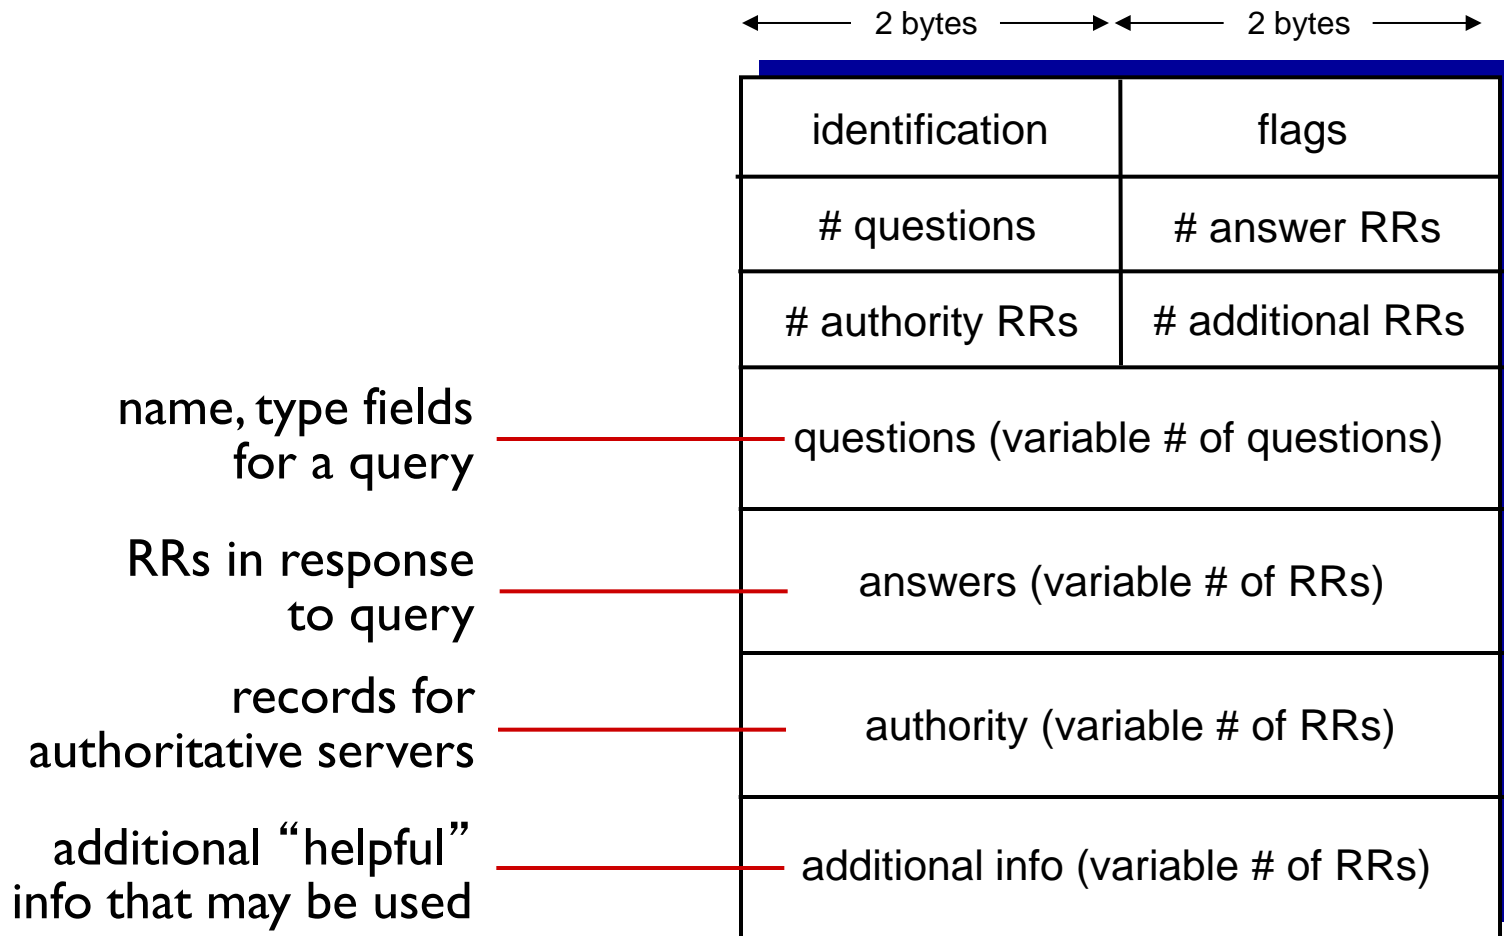 2 bytes 2 bytes
identification flags
# questions # answer RRs
# authority RRs # additional RRs
name, type fields
for a query
questions (variable # of questions)
RRs in response
to query
answers (variable # of RRs)
records for
authoritative servers
authority (variable # of RRs)
additional “helpful”
info that may be used
additional info (variable # of RRs)